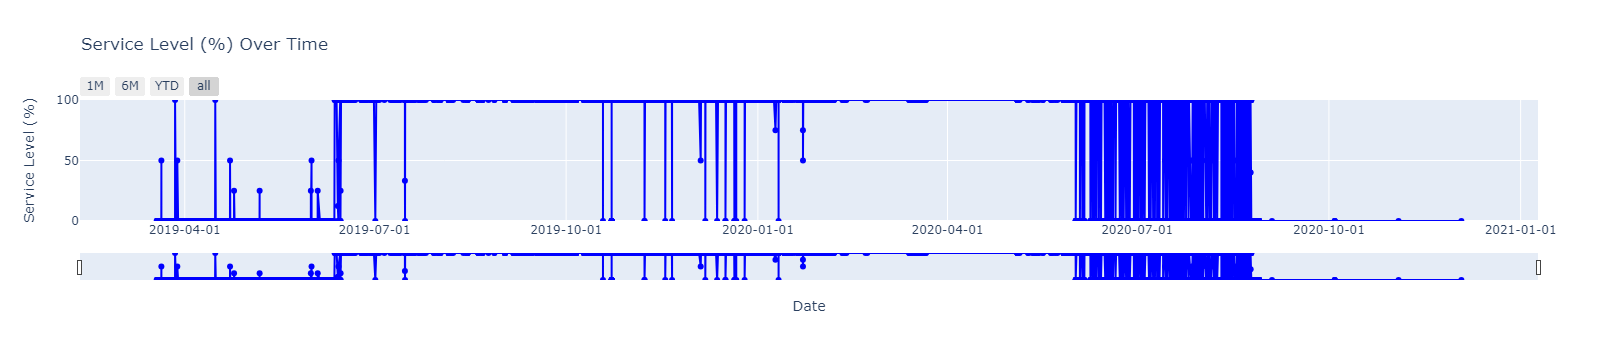 Service Level (%) Over Time
1M 6M YTD all
Service Level (%)
100
50
0
2019-04-01 2019-07-01 2019-10-01 2020-01-01 2020-04-01 2020-07-01 2020-10-01 2021-01-01
Date